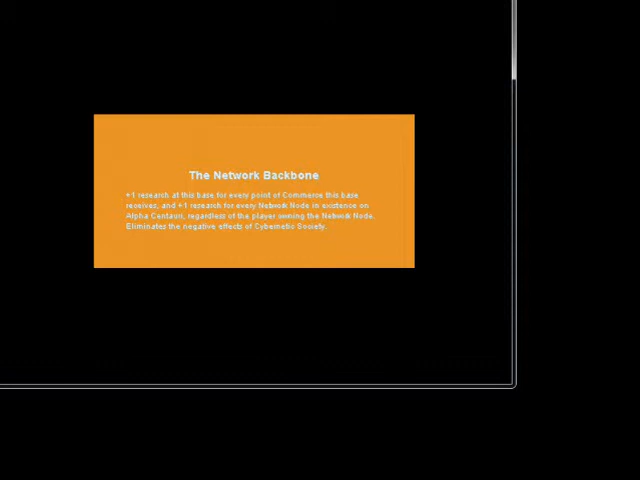 The Network Backbone
+1 research at this base for every point of Commerce this base
receives, and +1 research for every Network Node in existence on
Alpha Centauri, regardless of the player owning the Network Node.
Eliminates the negative effects of Cybernetic Society.